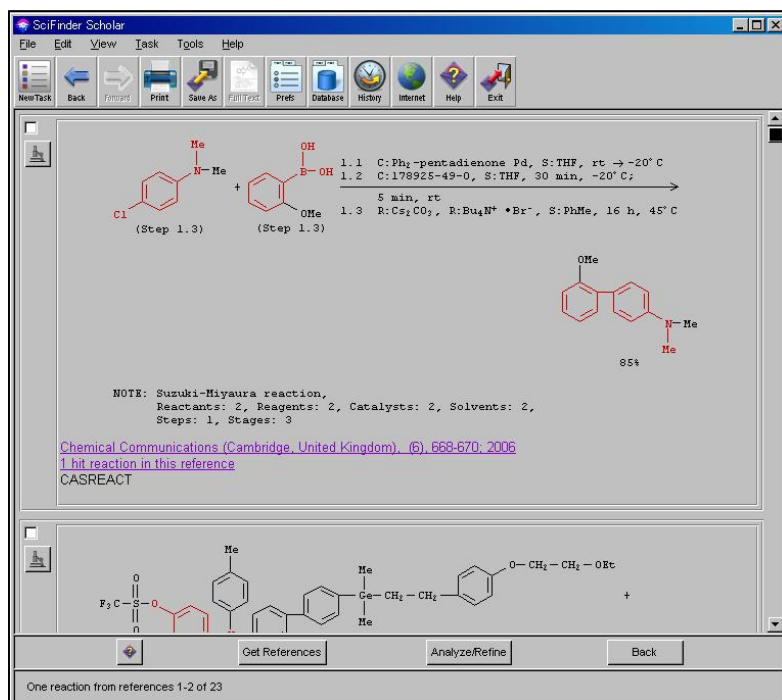 SciFinder Scholar
File Edit View Task Tools Help
New Task Back Forward Print Save As Full Text Prefs Database History Internet Help Exit
Me
N-Me
Cl
(Step 1.3)
+
OH
B-OH
OMe
(Step 1.3)
1.1 C:Ph₂-pentadienone Pd, S:THF, rt → -20°C
1.2 C:178925-49-0, S:THF, 30 min, -20°C;
5 min, rt
1.3 R:Cs₂CO₃, R:Bu₄N⁺ •Br⁻, S:PhMe, 16 h, 45°C
OMe
N-Me
Me
85%
NOTE: Suzuki-Miyaura reaction,
Reactants: 2, Reagents: 2, Catalysts: 2, Solvents: 2,
Steps: 1, Stages: 3
Chemical Communications (Cambridge, United Kingdom), (6), 668-670; 2006
1 hit reaction in this reference
CASREACT
Me
O
F₃C-S-O
O
Me
Ge-CH₂-CH₂
Me
O-CH₂-CH₂-OEt
+
Get References Analyze/Refine Back
One reaction from references 1-2 of 23